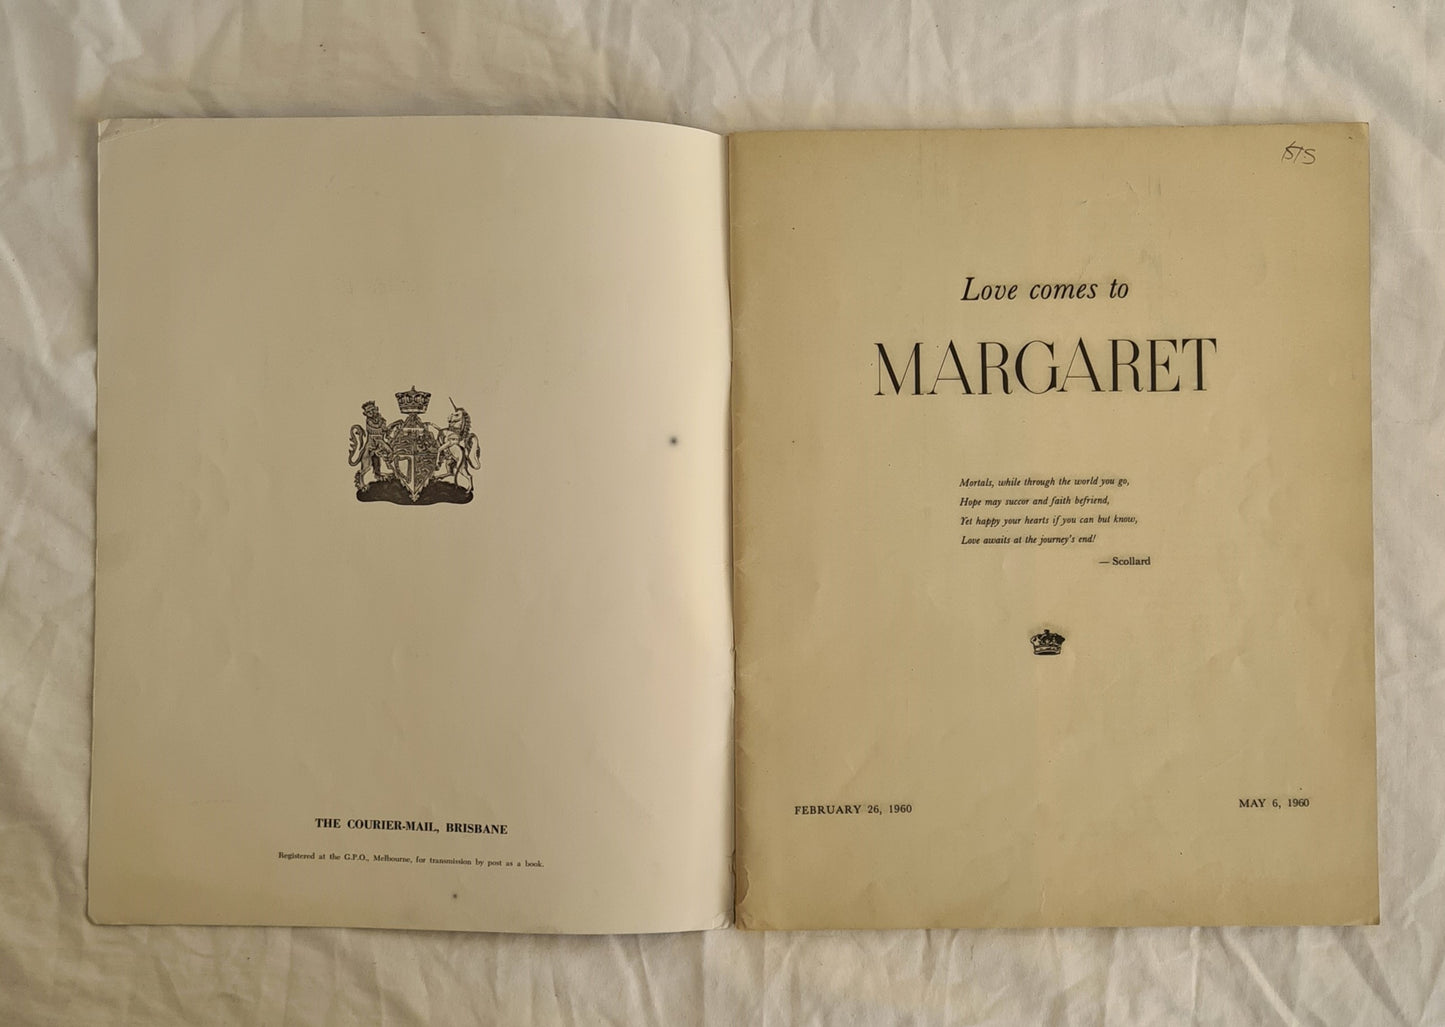 THE COURIER-MAIL, BRISBANE
Registered at the G.P.O., Melbourne, for transmission by post as a book.
Love comes to
MARGARET
Mortals, while through the world you go,
Hope may succor and faith befriend,
Yet happy your hearts if you can but know,
Love awaits at the journey's end!
— Scollard
FEBRUARY 26, 1960
MAY 6, 1960